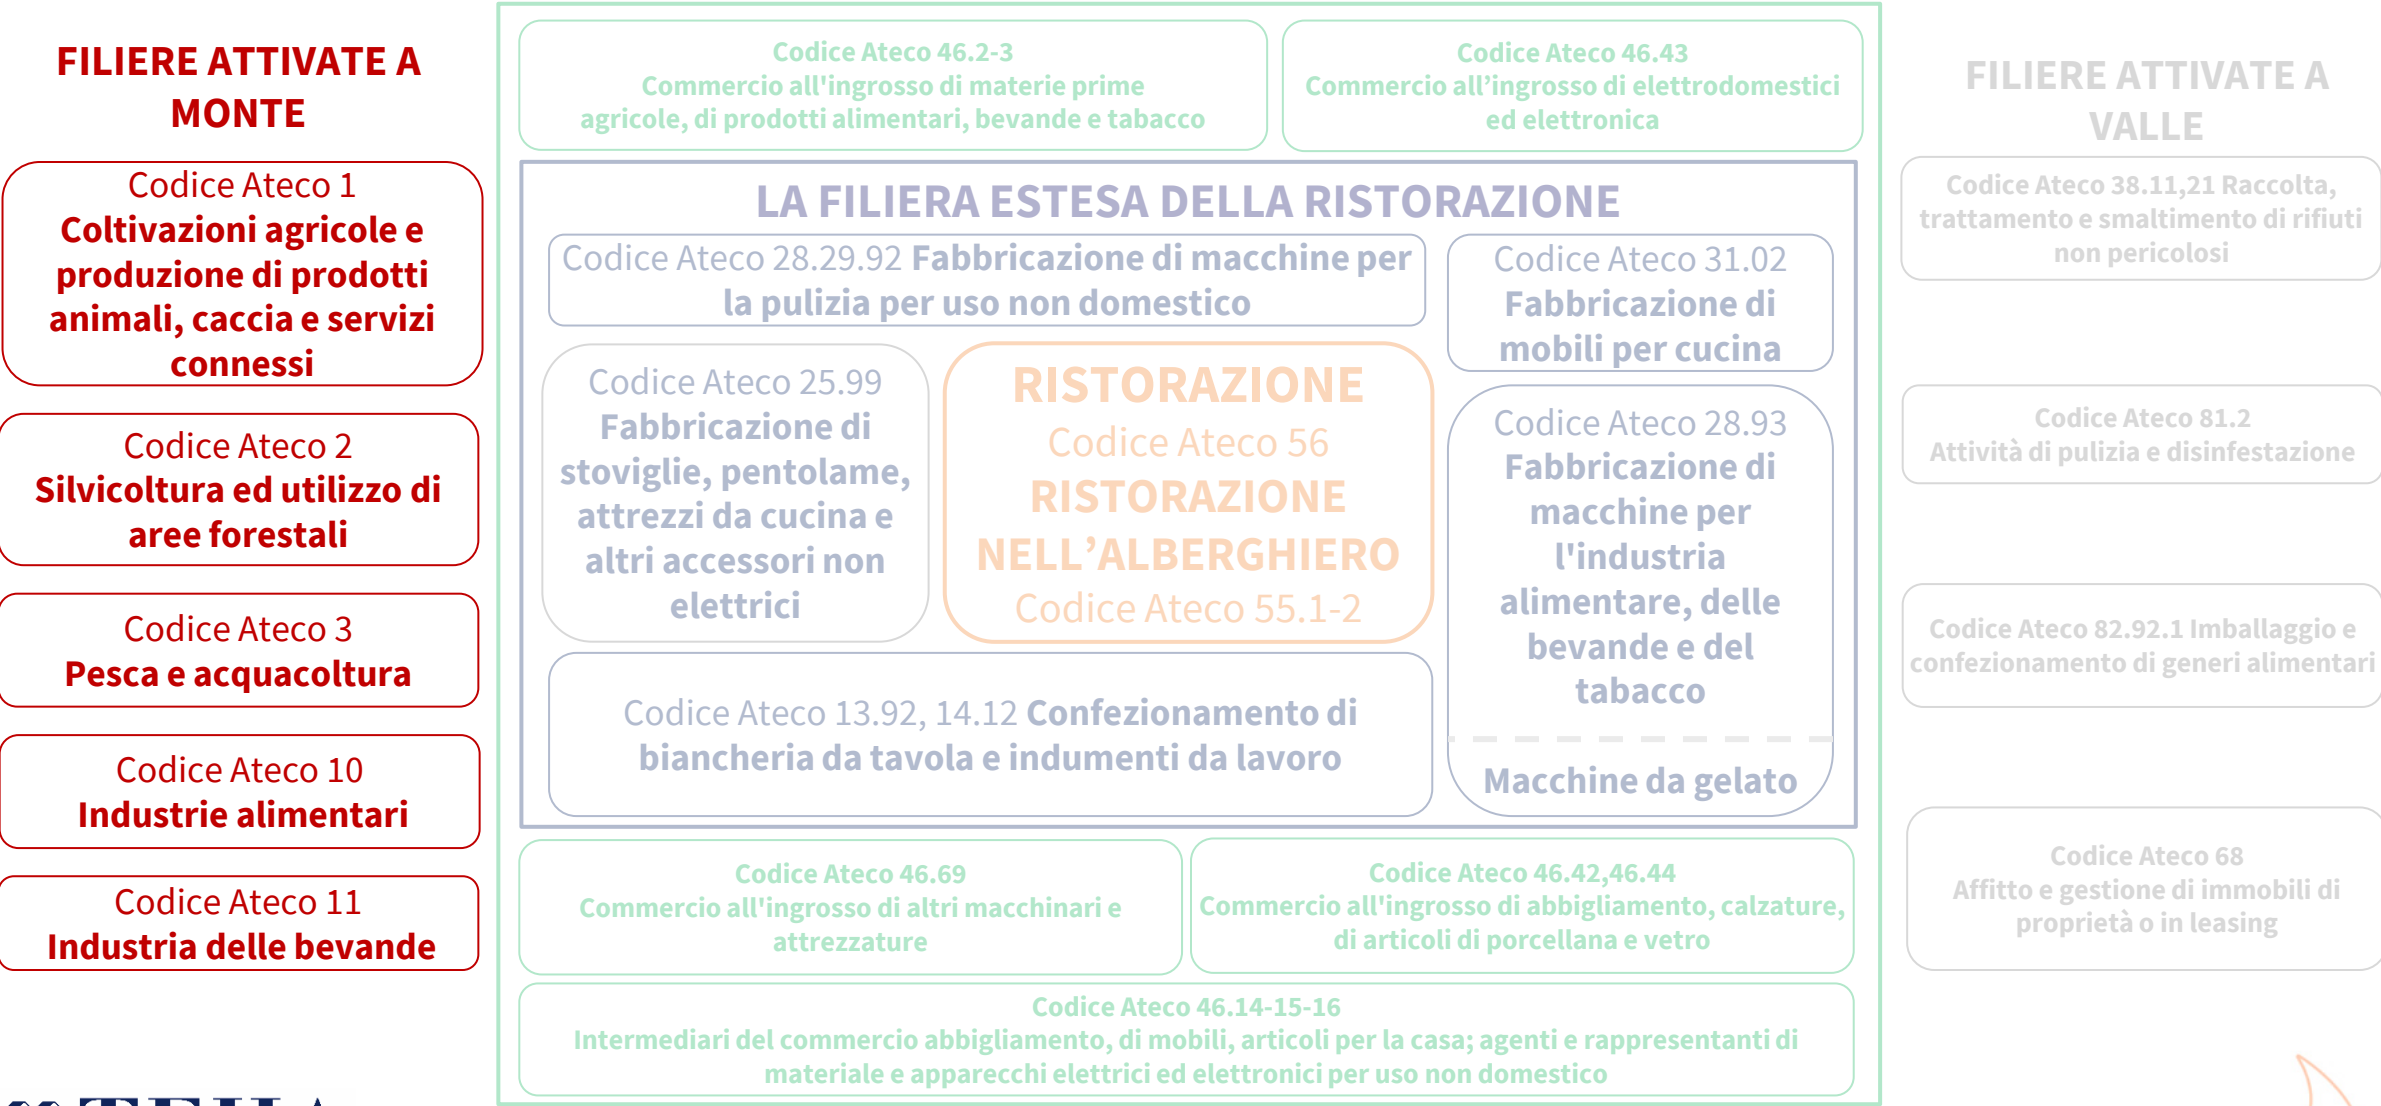 FILIERE ATTIVATE A
MONTE
Codice Ateco 1
Coltivazioni agricole e
produzione di prodotti
animali, caccia e servizi
connessi
Codice Ateco 2
Silvicoltura ed utilizzo di
aree forestali
Codice Ateco 3
Pesca e acquacoltura
Codice Ateco 10
Industrie alimentari
Codice Ateco 11
Industria delle bevande
Codice Ateco 46.2-3
Commercio all'ingrosso di materie prime
agricole, di prodotti alimentari, bevande e tabacco
Codice Ateco 46.43
Commercio all’ingrosso di elettrodomestici
ed elettronica
LA FILIERA ESTESA DELLA RISTORAZIONE
Codice Ateco 28.29.92 Fabbricazione di macchine per
la pulizia per uso non domestico
Codice Ateco 31.02
Fabbricazione di
mobili per cucina
Codice Ateco 25.99
Fabbricazione di
stoviglie, pentolame,
attrezzi da cucina e
altri accessori non
elettrici
RISTORAZIONE
Codice Ateco 56
RISTORAZIONE
NELL’ALBERGHIERO
Codice Ateco 55.1-2
Codice Ateco 28.93
Fabbricazione di
macchine per
l'industria
alimentare, delle
bevande e del
tabacco
Macchine da gelato
Codice Ateco 13.92, 14.12 Confezionamento di
biancheria da tavola e indumenti da lavoro
Codice Ateco 46.69
Commercio all'ingrosso di altri macchinari e
attrezzature
Codice Ateco 46.42,46.44
Commercio all'ingrosso di abbigliamento, calzature,
di articoli di porcellana e vetro
Codice Ateco 46.14-15-16
Intermediari del commercio abbigliamento, di mobili, articoli per la casa; agenti e rappresentanti di
materiale e apparecchi elettrici ed elettronici per uso non domestico
FILIERE ATTIVATE A
VALLE
Codice Ateco 38.11,21 Raccolta,
trattamento e smaltimento di rifiuti
non pericolosi
Codice Ateco 81.2
Attività di pulizia e disinfestazione
Codice Ateco 82.92.1 Imballaggio e
confezionamento di generi alimentari
Codice Ateco 68
Affitto e gestione di immobili di
proprietà o in leasing